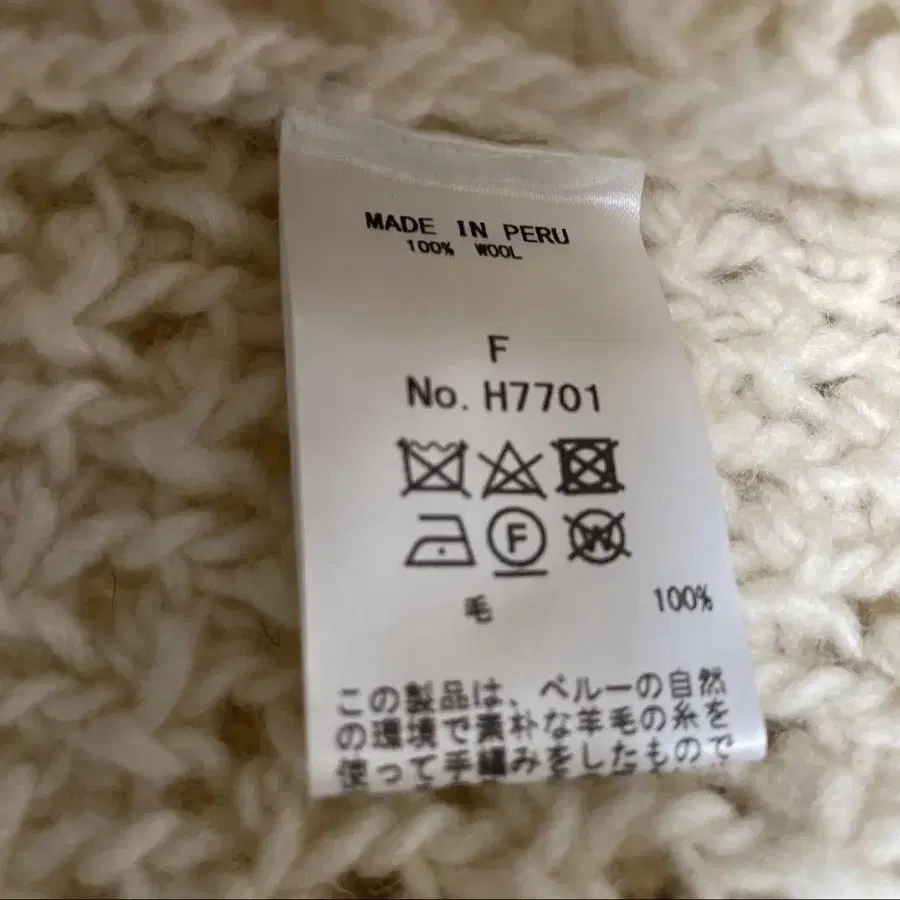 MADE IN PERU
100% WOOL
F
No. H7701
F
W
毛 100%
この製品は、ペルーの自然
の環境で素朴な羊毛の糸を
使って手編みをしたもので